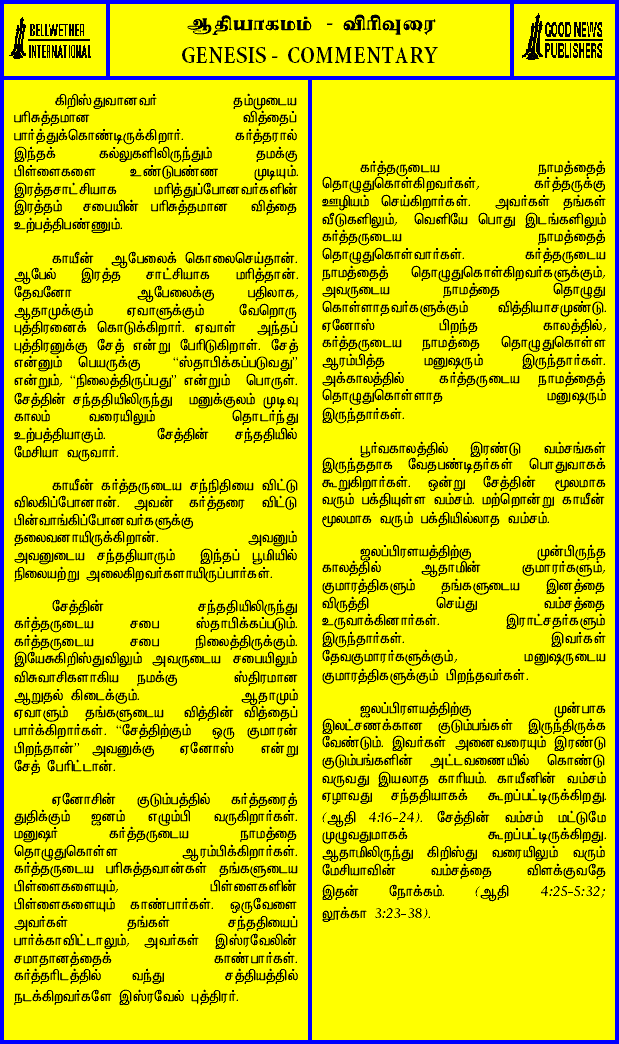 BELLWETHER
INTERNATIONAL
ஆதியாகமம் - விரிவுரை
GENESIS - COMMENTARY
GOOD NEWS
PUBLISHERS
கிறிஸ்துவானவர் தம்முடைய
பரிசுத்தமான வித்தைப்
பார்த்துக்கொண்டிருக்கிறார். கர்த்தரால்
இந்தக் கல்லுகளிலிருந்தும் தமக்கு
பிள்ளைகளை உண்டுபண்ண முடியும்.
இரத்தசாட்சியாக மரித்துப்போனவர்களின்
இரத்தம் சபையின் பரிசுத்தமான வித்தை
உற்பத்திபண்ணும்.
காயீன் ஆபேலைக் கொலைசெய்தான்.
ஆபேல் இரத்த சாட்சியாக மரித்தான்.
தேவனோ ஆபேலைக்கு பதிலாக,
ஆதாமுக்கும் ஏவாளுக்கும் வேறொரு
புத்திரனைக் கொடுக்கிறார். ஏவாள் அந்தப்
புத்திரனுக்கு சேத் என்று பேரிடுகிறாள். சேத்
என்னும் பெயருக்கு “ஸ்தாபிக்கப்படுவது”
என்றும், “நிலைத்திருப்பது” என்றும் பொருள்.
சேத்தின் சந்ததியிலிருந்து மனுக்குலம் முடிவு
காலம் வரையிலும் தொடர்ந்து
உற்பத்தியாகும். சேத்தின் சந்ததியில்
மேசியா வருவார்.
காயீன் கர்த்தருடைய சந்நிதியை விட்டு
விலகிப்போனான். அவன் கர்த்தரை விட்டு
பின்வாங்கிப்போனவர்களுக்கு
தலைவனாயிருக்கிறான். அவனும்
அவனுடைய சந்ததியாரும் இந்தப் பூமியில்
நிலையற்று அலைகிறவர்களாயிருப்பார்கள்.
சேத்தின் சந்ததியிலிருந்து
கர்த்தருடைய சபை ஸ்தாபிக்கப்படும்.
கர்த்தருடைய சபை நிலைத்திருக்கும்.
இயேசுகிறிஸ்துவிலும் அவருடைய சபையிலும்
விசுவாசிகளாகிய நமக்கு ஸ்திரமான
ஆறுதல் கிடைக்கும். ஆதாமும்
ஏவாளும் தங்களுடைய வித்தின் வித்தைப்
பார்க்கிறார்கள். “சேத்திற்கும் ஒரு குமாரன்
பிறந்தான்” அவனுக்கு ஏனோஸ் என்று
சேத் பேரிட்டான்.
ஏனோசின் குடும்பத்தில் கர்த்தரைத்
துதிக்கும் ஜனம் எழும்பி வருகிறார்கள்.
மனுஷர் கர்த்தருடைய நாமத்தை
தொழுதுகொள்ள ஆரம்பிக்கிறார்கள்.
கர்த்தருடைய பரிசுத்தவான்கள் தங்களுடைய
பிள்ளைகளையும், பிள்ளைகளின்
பிள்ளைகளையும் காண்பார்கள். ஒருவேளை
அவர்கள் தங்கள் சந்ததியைப்
பார்க்காவிட்டாலும், அவர்கள் இஸ்ரவேலின்
சமாதானத்தைக் காண்பார்கள்.
கர்த்தரிடத்தில் வந்து சத்தியத்தில்
நடக்கிறவர்களே இஸ்ரவேல் புத்திரர்.
கர்த்தருடைய நாமத்தைத்
தொழுதுகொள்கிறவர்கள், கர்த்தருக்கு
ஊழியம் செய்கிறார்கள். அவர்கள் தங்கள்
வீடுகளிலும், வெளியே பொது இடங்களிலும்
கர்த்தருடைய நாமத்தைத்
தொழுதுகொள்வார்கள். கர்த்தருடைய
நாமத்தைத் தொழுதுகொள்கிறவர்களுக்கும்,
அவருடைய நாமத்தை தொழுது
கொள்ளாதவர்களுக்கும் வித்தியாசமுண்டு.
ஏனோஸ் பிறந்த காலத்தில்,
கர்த்தருடைய நாமத்தை தொழுதுகொள்ள
ஆரம்பித்த மனுஷரும் இருந்தார்கள்.
அக்காலத்தில் கர்த்தருடைய நாமத்தைத்
தொழுதுகொள்ளாத மனுஷரும்
இருந்தார்கள்.
பூர்வகாலத்தில் இரண்டு வம்சங்கள்
இருந்ததாக வேதபண்டிதர்கள் பொதுவாகக்
கூறுகிறார்கள். ஒன்று சேத்தின் மூலமாக
வரும் பக்தியுள்ள வம்சம். மற்றொன்று காயீன்
மூலமாக வரும் பக்தியில்லாத வம்சம்.
ஜலப்பிரளயத்திற்கு முன்பிருந்த
காலத்தில் ஆதாமின் குமாரர்களும்,
குமாரத்திகளும் தங்களுடைய இனத்தை
விருத்தி செய்து வம்சத்தை
உருவாக்கினார்கள். இராட்சதர்களும்
இருந்தார்கள். இவர்கள்
தேவகுமாரர்களுக்கும், மனுஷருடைய
குமாரத்திகளுக்கும் பிறந்தவர்கள்.
ஜலப்பிரளயத்திற்கு முன்பாக
இலட்சணக்கான குடும்பங்கள் இருந்திருக்க
வேண்டும். இவர்கள் அனைவரையும் இரண்டு
குடும்பங்களின் அட்டவணையில் கொண்டு
வருவது இயலாத காரியம். காயீனின் வம்சம்
ஏழாவது சந்ததியாகக் கூறப்பட்டிருக்கிறது.
(ஆதி 4:16-24). சேத்தின் வம்சம் மட்டுமே
முழுவதுமாகக் கூறப்பட்டிருக்கிறது.
ஆதாமிலிருந்து கிறிஸ்து வரையிலும் வரும்
மேசியாவின் வம்சத்தை விளக்குவதே
இதன் நோக்கம். (ஆதி 4:25-5:32;
லூக்கா 3:23-38).